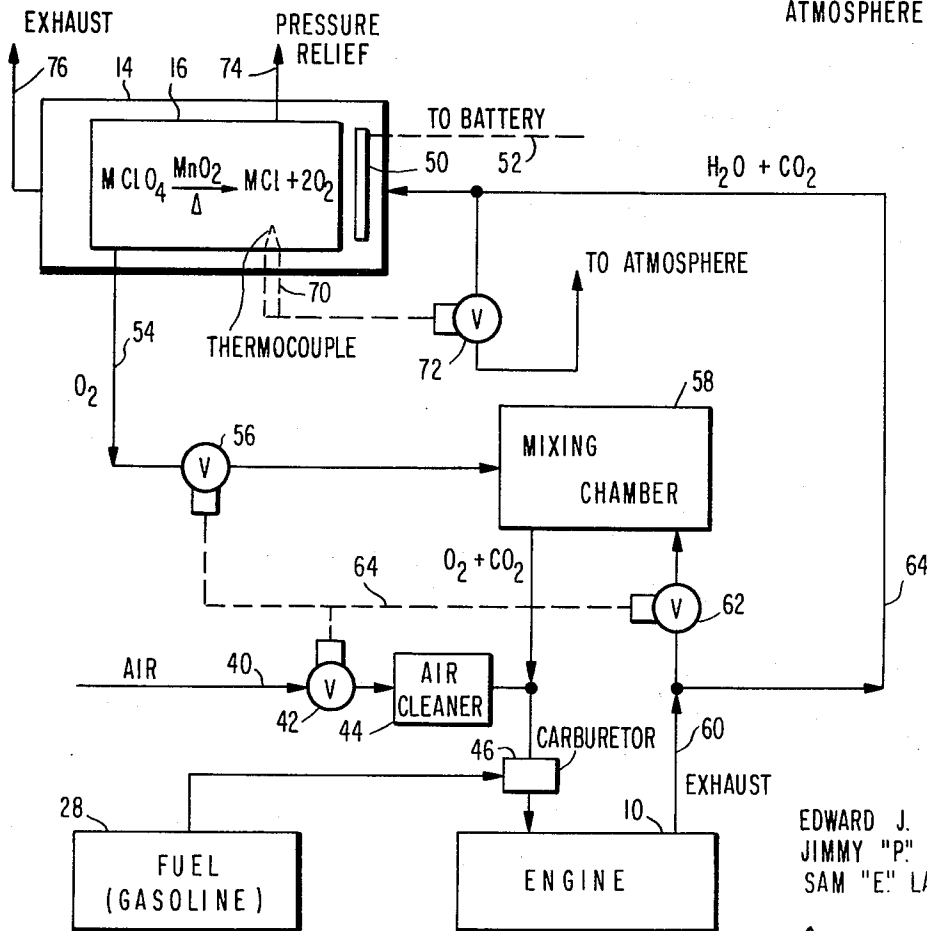 ATMOSPHERE
EXHAUST
PRESSURE
RELIEF
76
14
16
74
TO BATTERY
50
52
H₂O + CO₂
MClO₄ MnO₂ Δ MCl + 2O₂
TO ATMOSPHERE
70
THERMOCOUPLE
V
72
54
O₂
56
V
58
MIXING
CHAMBER
O₂ + CO₂
64
64
V
62
AIR
40
V
42
AIR
CLEANER
44
46
CARBURETOR
60
EXHAUST
28
FUEL
(GASOLINE)
10
ENGINE
EDWARD J.
JIMMY "P."
SAM "E." LA